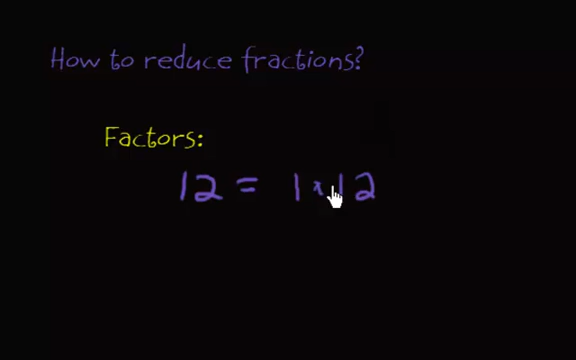 How to reduce fractions?
Factors:
12 = 1 × 12